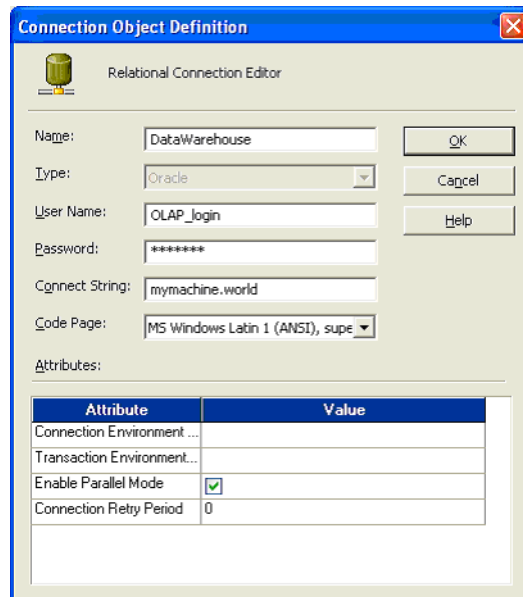 Connection Object Definition
Relational Connection Editor
Name: DataWarehouse OK
Type: Oracle Cancel
User Name: OLAP_login Help
Password: *******
Connect String: mymachine.world
Code Page: MS Windows Latin 1 (ANSI), supe
Attributes:
Attribute Value
Connection Environment ...
Transaction Environment...
Enable Parallel Mode
Connection Retry Period 0